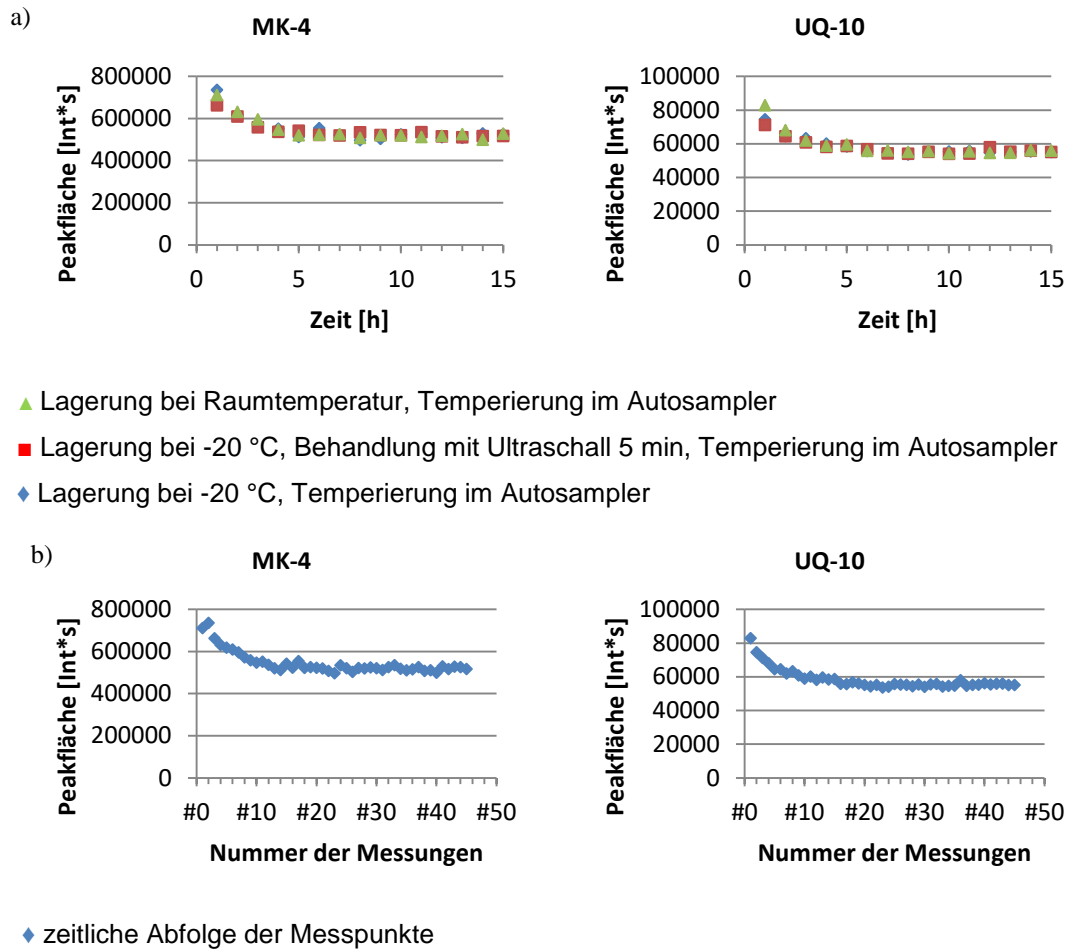 a)
MK-4
Peakfläche [Int*s]
800000
600000
400000
200000
0
0 5 10 15
Zeit [h]
UQ-10
Peakfläche [Int*s]
100000
80000
60000
40000
20000
0
0 5 10 15
Zeit [h]
Lagerung bei Raumtemperatur, Temperierung im Autosampler
Lagerung bei -20 °C, Behandlung mit Ultraschall 5 min, Temperierung im Autosampler
Lagerung bei -20 °C, Temperierung im Autosampler
b)
MK-4
Peakfläche [Int*s]
800000
600000
400000
200000
0
#0 #10 #20 #30 #40 #50
Nummer der Messungen
UQ-10
Peakfläche [Int*s]
100000
80000
60000
40000
20000
0
#0 #10 #20 #30 #40 #50
Nummer der Messungen
zeitliche Abfolge der Messpunkte